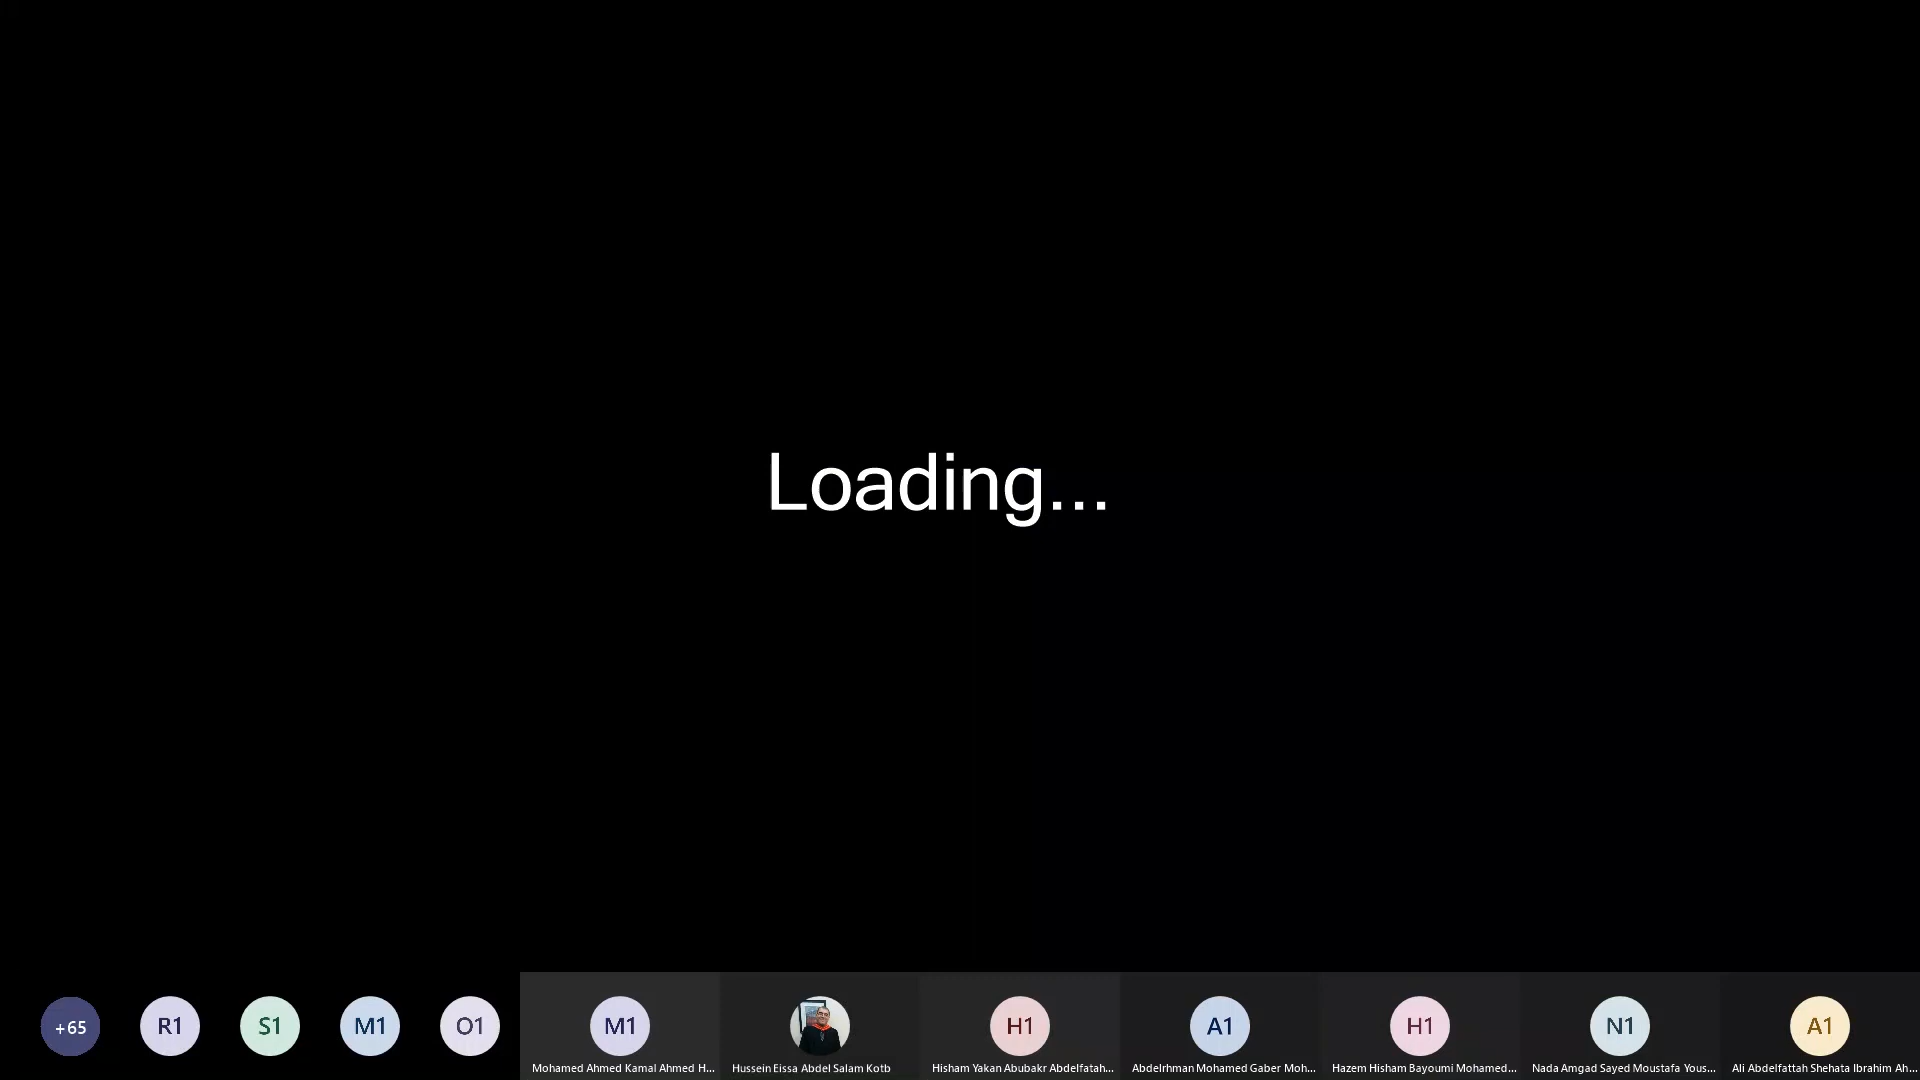 Loading...
+65
R1
S1
M1
O1
M1
H1
A1
H1
N1
A1
Mohamed Ahmed Kamal Ahmed H...
Hussein Eissa Abdel Salam Kotb
Hisham Yakan Abubakr Abdelfatah...
Abdelrhman Mohamed Gaber Moh...
Hazem Hisham Bayoumi Mohamed...
Nada Amgad Sayed Moustafa Yous...
Ali Abdelfattah Shehata Ibrahim Ah...